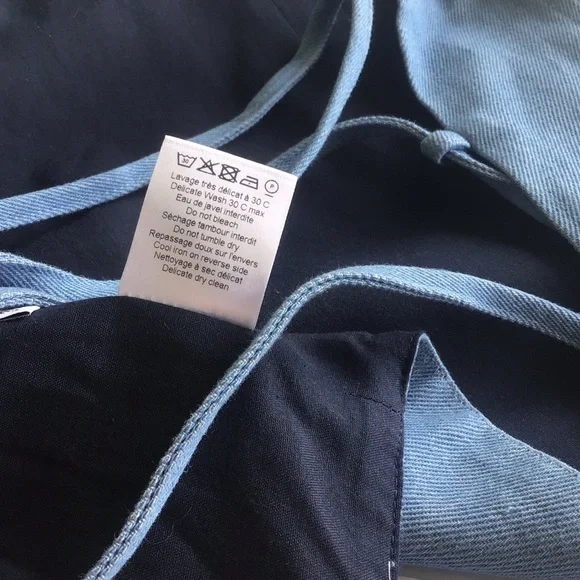 30 P
Lavage très délicat à 30 C
Delicate Wash 30 C max
Eau de javel interdite
Do not bleach
Séchage tambour interdit
Do not tumble dry
Repassage doux sur l'envers
Cool iron on reverse side
Nettoyage à sec délicat
Delicate dry clean